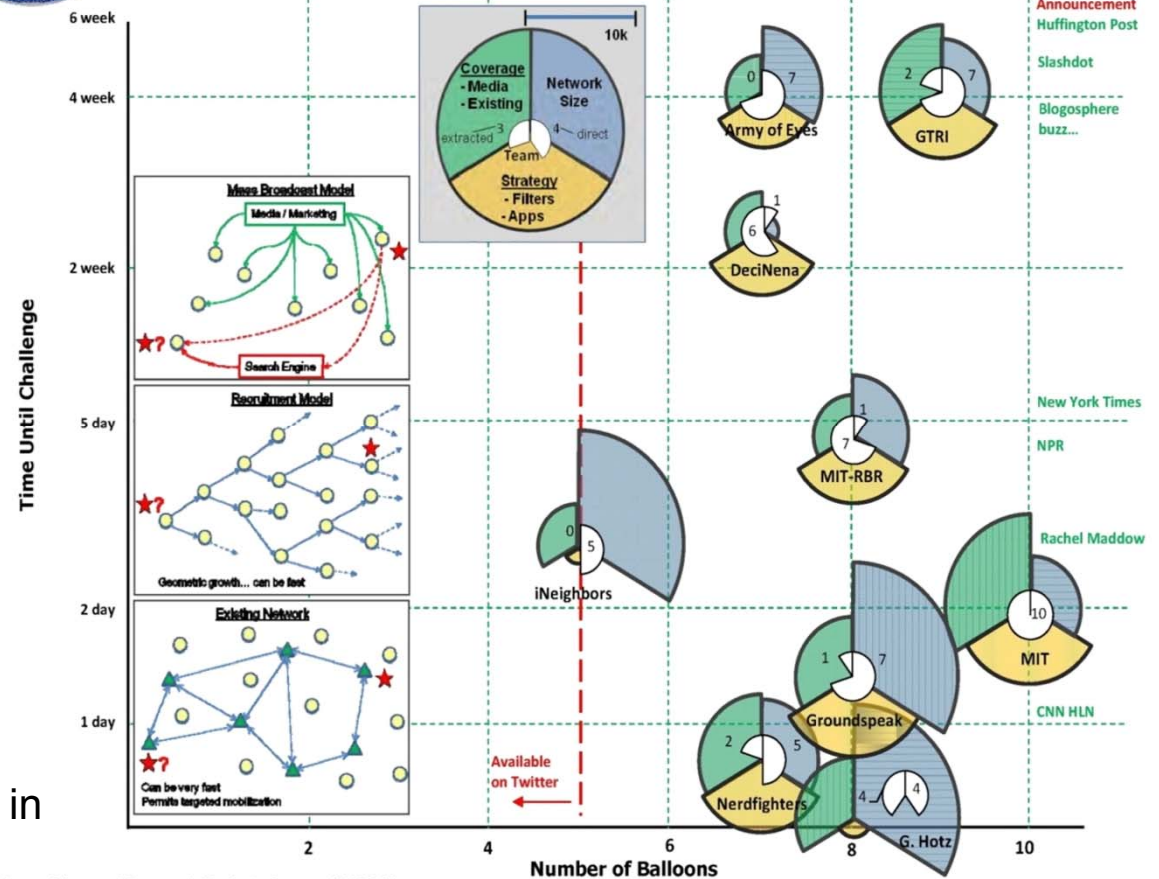 6 week
4 week
2 week
5 day
2 day
1 day
Time Until Challenge
in
2
4
6
8
10
Number of Balloons
10k
Coverage
- Media
- Existing
extracted
3
Network
Size
4
direct
Team
Strategy
- Filters
- Apps
Mass Broadcast Model
Media / Marketing
?
Search Engine
Recruitment Model
?
Geometric growth... can be fast
Existing Network
?
Can be very fast
Permits targeted mobilization
Available
on Twitter
0
7
Army of Eyes
2
7
GTRI
1
6
DeciNena
1
7
MIT-RBR
0
5
iNeighbors
10
MIT
1
7
Groundspeak
2
5
Nerdfighters
4
4
G. Hotz
Announcement
Huffington Post
Slashdot
Blogosphere
buzz...
New York Times
NPR
Rachel Maddow
CNN HLN